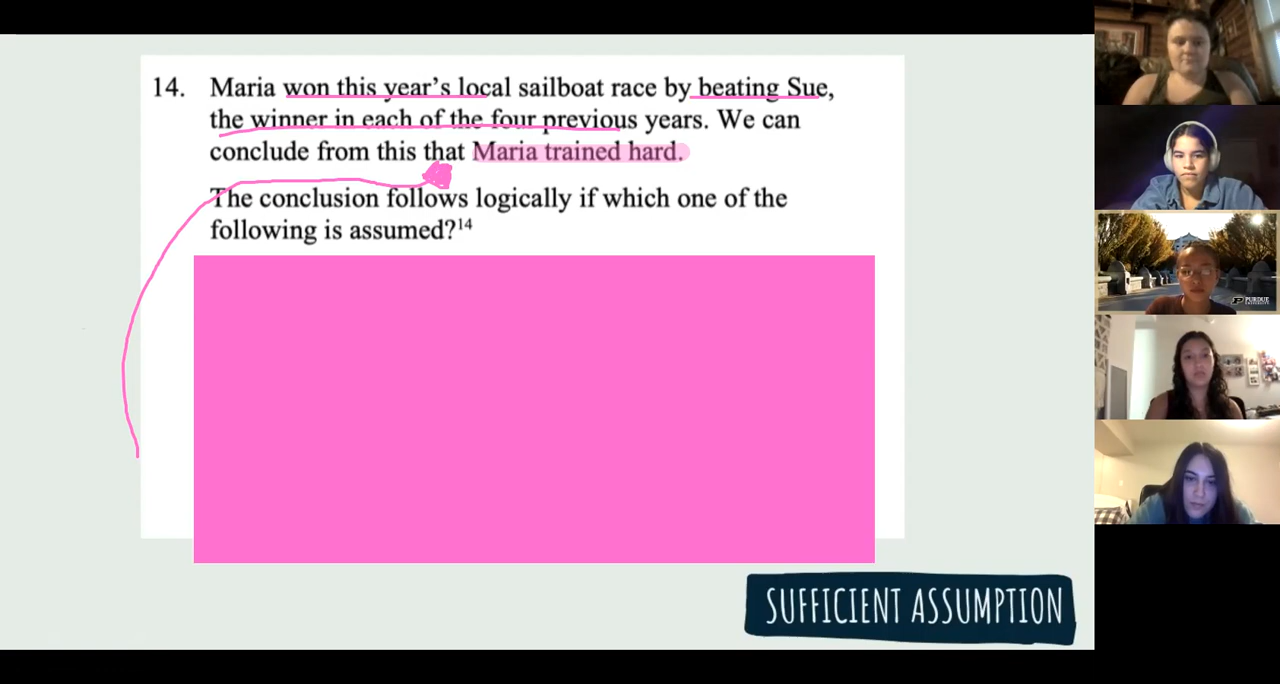 14. Maria won this year's local sailboat race by beating Sue,
the winner in each of the four previous years. We can
conclude from this that Maria trained hard.
The conclusion follows logically if which one of the
following is assumed?¹⁴
SUFFICIENT ASSUMPTION
PURDUE
UNIVERSITY